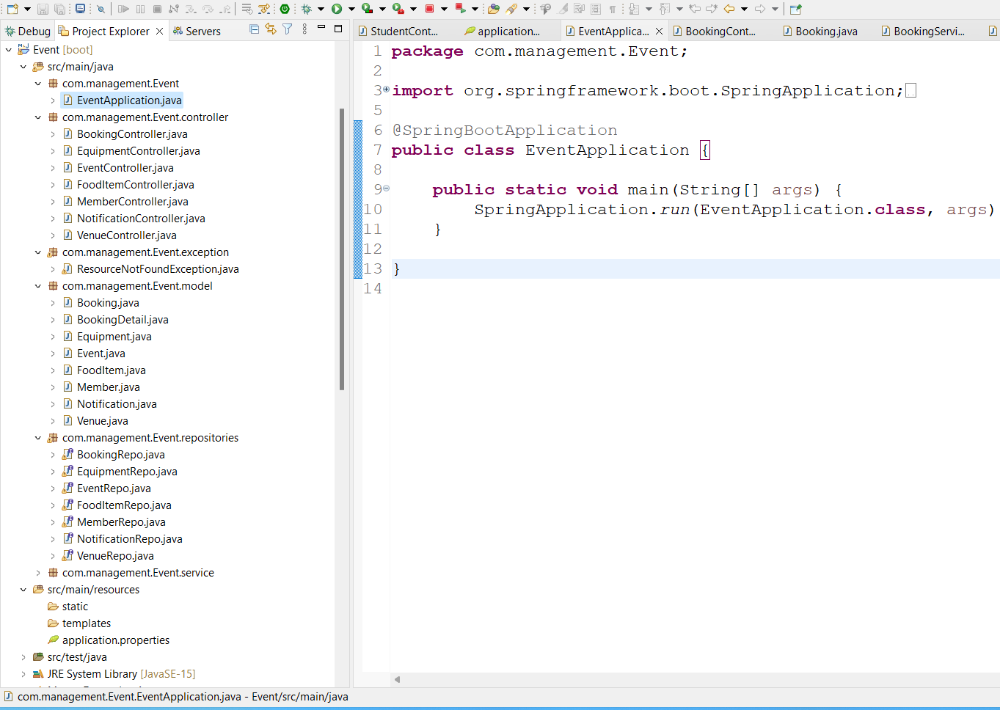 Debug Project Explorer Servers
Event [boot]
src/main/java
com.management.Event
EventApplication.java
com.management.Event.controller
BookingController.java
EquipmentController.java
EventController.java
FoodItemController.java
MemberController.java
NotificationController.java
VenueController.java
com.management.Event.exception
ResourceNotFoundException.java
com.management.Event.model
Booking.java
BookingDetail.java
Equipment.java
Event.java
FoodItem.java
Member.java
Notification.java
Venue.java
com.management.Event.repositories
BookingRepo.java
EquipmentRepo.java
EventRepo.java
FoodItemRepo.java
MemberRepo.java
NotificationRepo.java
VenueRepo.java
com.management.Event.service
src/main/resources
static
templates
application.properties
src/test/java
JRE System Library [JavaSE-15]
StudentCont... application... EventApplica... BookingCont... Booking.java BookingServi...
1 package com.management.Event;
2
3 import org.springframework.boot.SpringApplication;
5
6 @SpringBootApplication
7 public class EventApplication {
8
9 public static void main(String[] args) {
10 SpringApplication.run(EventApplication.class, args)
11 }
12
13 }
14
com.management.Event.EventApplication.java - Event/src/main/java